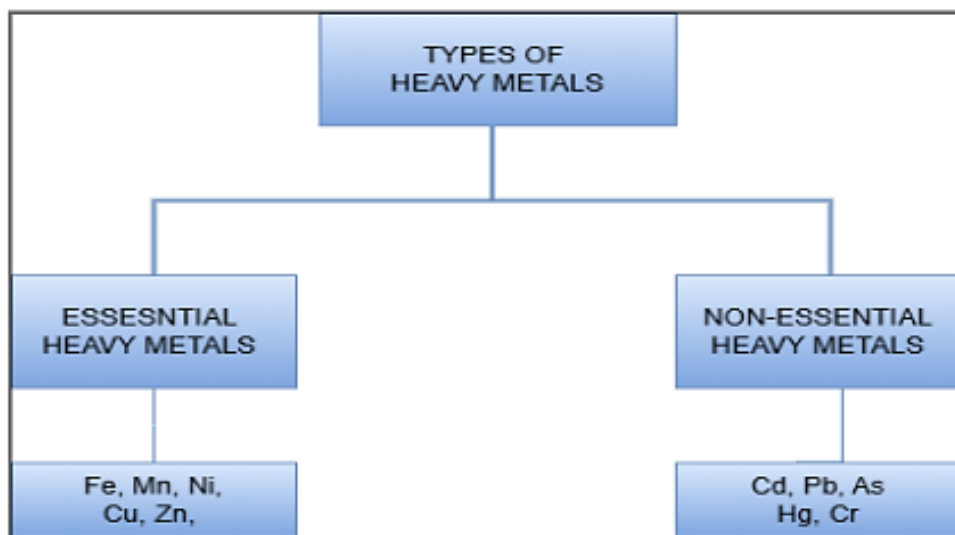 TYPES OF
HEAVY METALS
ESSESNTIAL
HEAVY METALS
NON-ESSENTIAL
HEAVY METALS
Fe, Mn, Ni,
Cu, Zn,
Cd, Pb, As
Hg, Cr